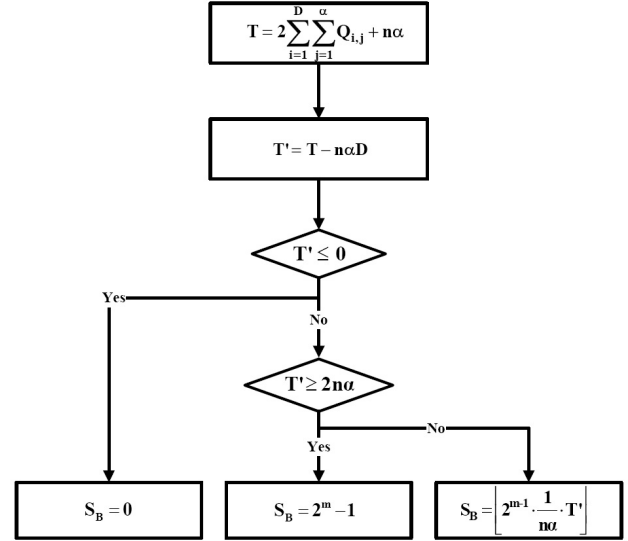 T = 2∑_{i=1}^{D}∑_{j=1}^{α}Q_{i,j} + nα
T' = T − nαD
T' ≤ 0
Yes
No
T' ≥ 2nα
No
Yes
S_B = 0
S_B = 2^m − 1
S_B = ⌊2^{m-1} · 1/nα · T'⌋